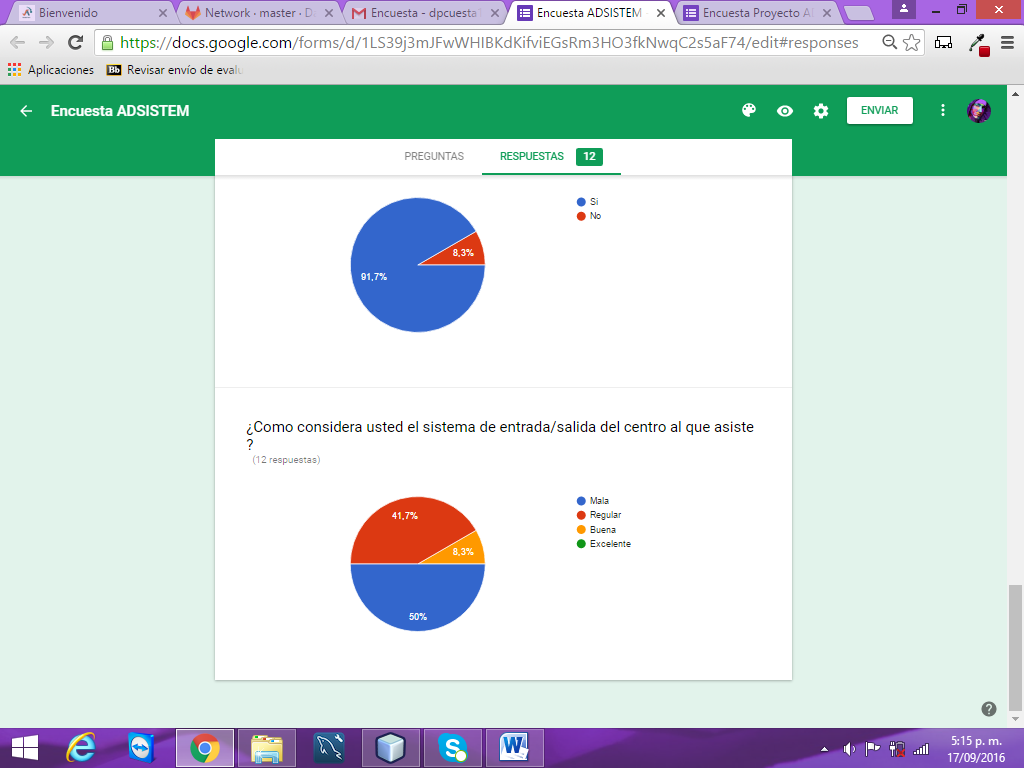 Bienvenido
Network · master · D
Encuesta - dpcuesta
Encuesta ADSISTEM
Encuesta Proyecto A
https://docs.google.com/forms/d/1LS39j3mJFwWHIBKdKifviEGsRm3HO3fkNwqC2s5aF74/edit#responses
Aplicaciones
Bb Revisar envío de evalu
Encuesta ADSISTEM
ENVIAR
PREGUNTAS
RESPUESTAS 12
Si
No
8,3%
91,7%
¿Como considera usted el sistema de entrada/salida del centro al que asiste
?
(12 respuestas)
Mala
Regular
Buena
Excelente
41,7%
8,3%
50%
5:15 p. m.
17/09/2016